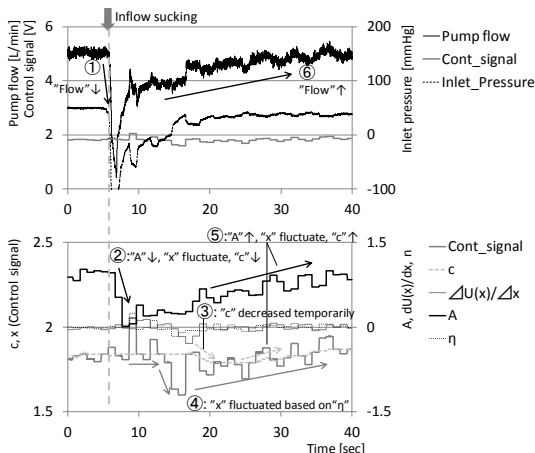 Inflow sucking
Pump flow [L/min]
Control signal [V]
6
4
2
0
①
"Flow"↓
⑥
"Flow"↑
200
100
0
-100
Inlet pressure [mmHg]
Pump flow
Cont_signal
Inlet_Pressure
0 10 20 30 40
⑤:"A"↑, "x" fluctuate, "c"↑
②:"A"↓, "x" fluctuate, "c"↓
③: "c" decreased temporarily
④: "x" fluctuated based on"η"
c, x (Control signal)
2.5
2
1.5
1.5
0
-1.5
A, dU(x)/dx, n
Cont_signal
c
⊿U(x)/⊿x
A
η
0 10 20 30 40
Time [sec]